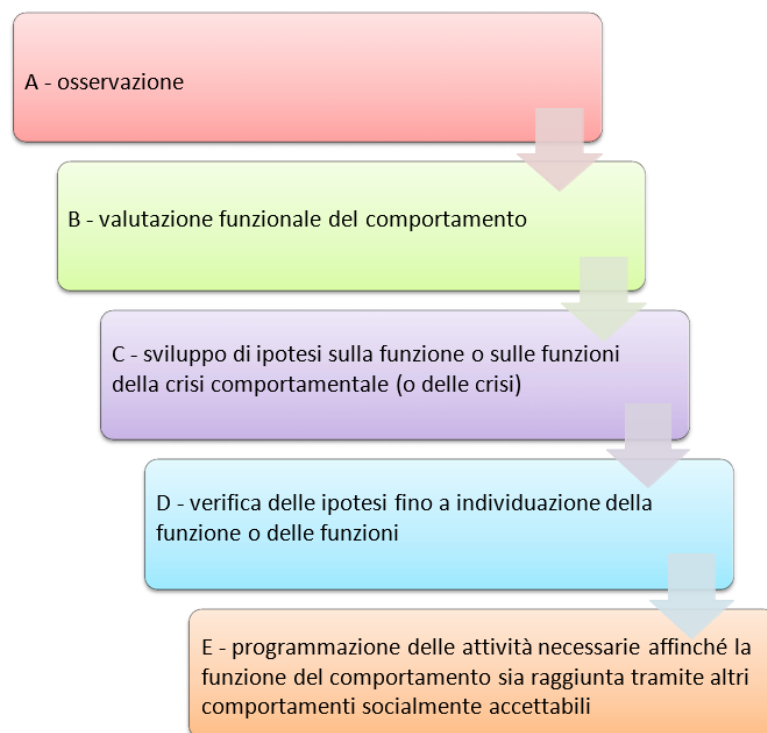 A - osservazione
B - valutazione funzionale del comportamento
C - sviluppo di ipotesi sulla funzione o sulle funzioni
della crisi comportamentale (o delle crisi)
D - verifica delle ipotesi fino a individuazione della
funzione o delle funzioni
E - programmazione delle attività necessarie affinché la
funzione del comportamento sia raggiunta tramite altri
comportamenti socialmente accettabili